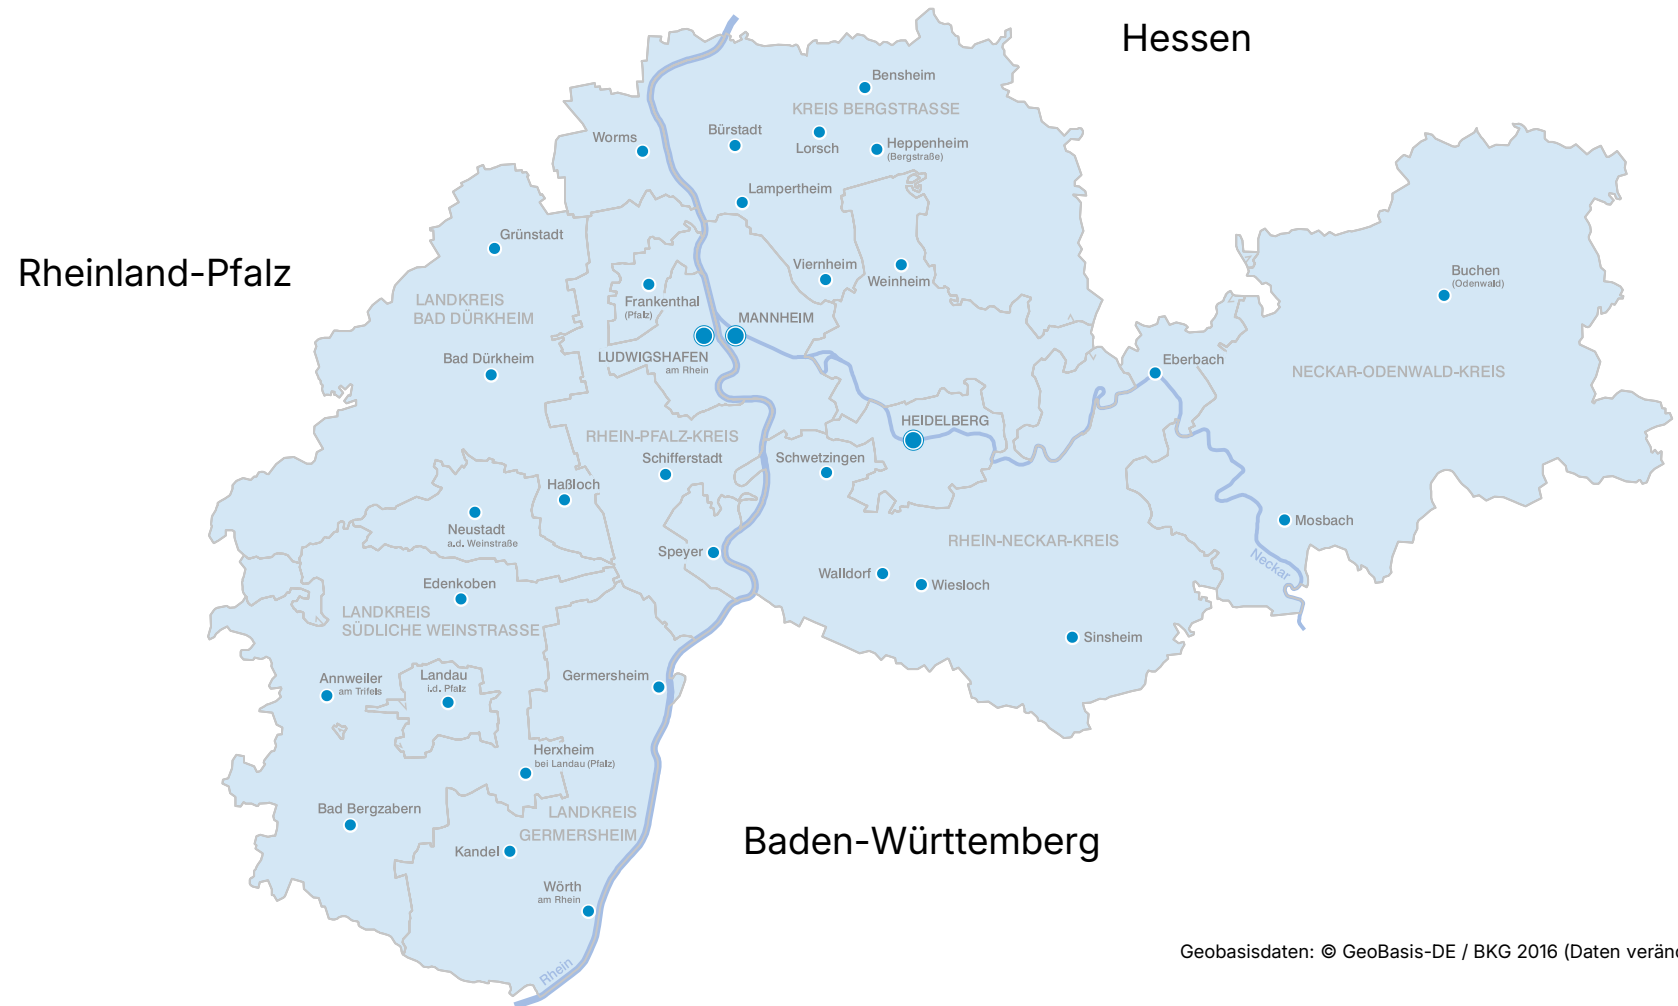 Hessen
Bensheim
KREIS BERGSTRASSE
Bürstadt
Worms
Lorsch
Heppenheim
(Bergstraße)
Lampertheim
Grünstadt
Rheinland-Pfalz
Viernheim
Weinheim
Buchen
(Odenwald)
LANDKREIS
BAD DÜRKHEIM
Frankenthal
(Pfalz)
MANNHEIM
LUDWIGSHAFEN
am Rhein
Bad Dürkheim
Eberbach
NECKAR-ODENWALD-KREIS
HEIDELBERG
RHEIN-PFALZ-KREIS
Schifferstadt
Schwetzingen
Haßloch
Neustadt
a.d. Weinstraße
Mosbach
RHEIN-NECKAR-KREIS
Speyer
Neckar
Walldorf
Wiesloch
Edenkoben
LANDKREIS
SÜDLICHE WEINSTRASSE
Sinsheim
Annweiler
am Trifels
Landau
i.d. Pfalz
Germersheim
Herxheim
bei Landau (Pfalz)
Bad Bergzabern
LANDKREIS
GERMERSHEIM
Baden-Württemberg
Kandel
Wörth
am Rhein
Rhein
Geobasisdaten: © GeoBasis-DE / BKG 2016 (Daten verän